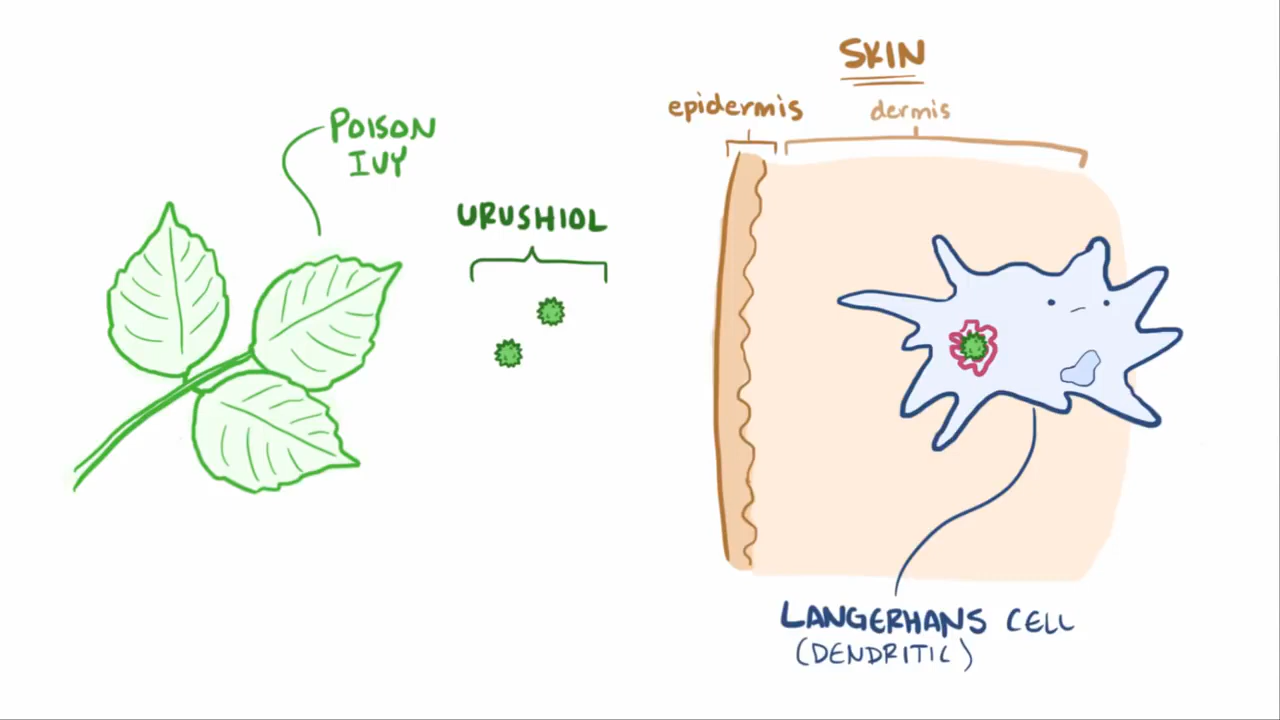 POISON
IVY
URUSHIOL
SKIN
epidermis
dermis
LANGERHANS CELL
(DENDRITIC)